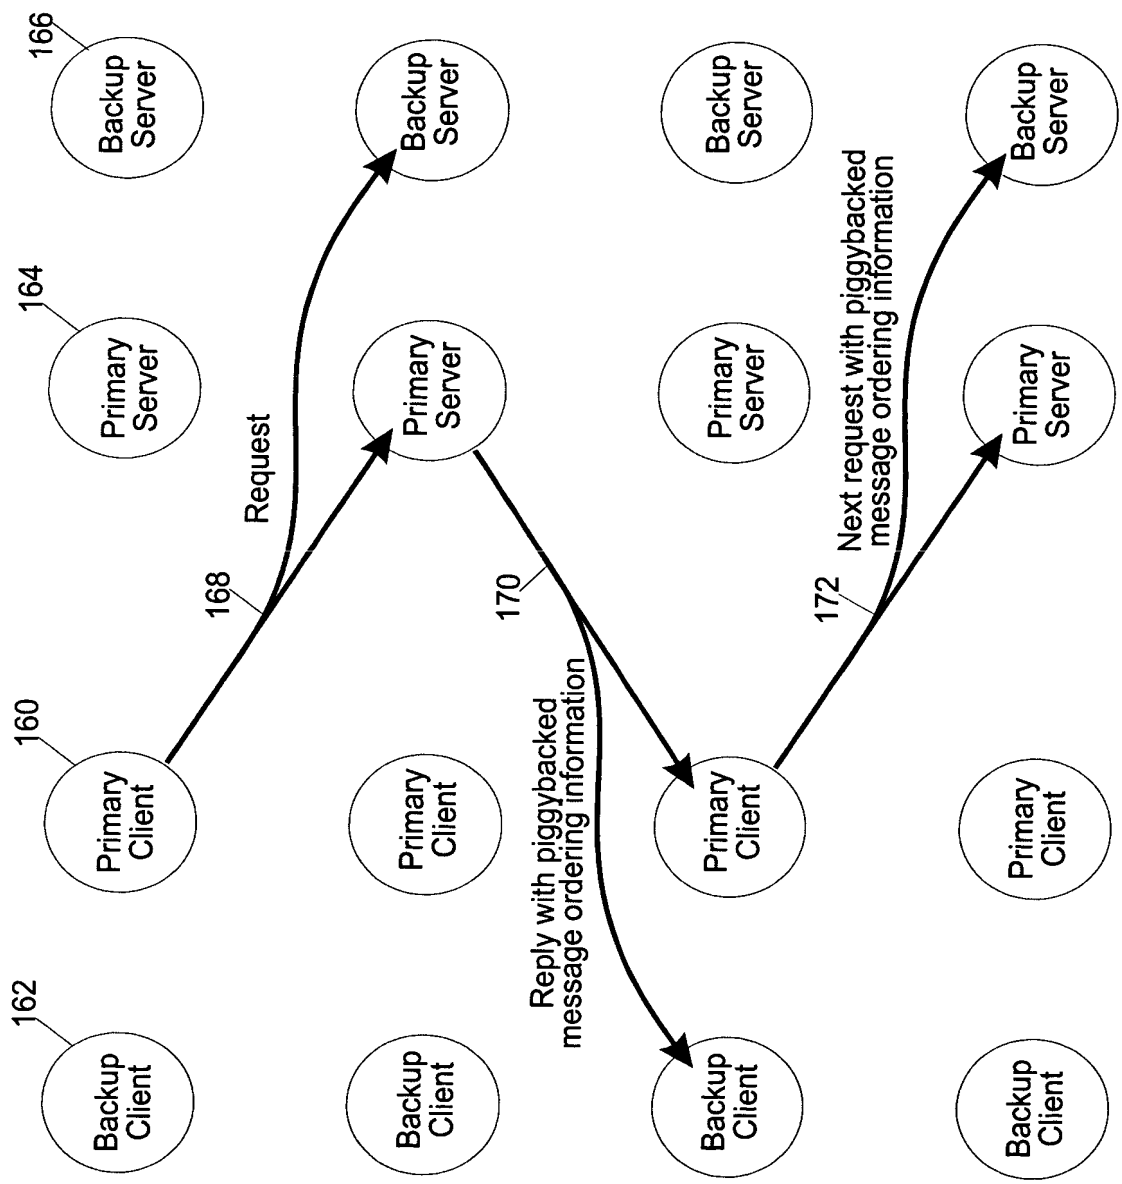 162
160
164
166
Backup
Client
Primary
Client
Primary
Server
Backup
Server
168
Request
Backup
Client
Primary
Client
Primary
Server
Backup
Server
170
Reply with piggybacked
message ordering information
Backup
Client
Primary
Client
Primary
Server
Backup
Server
172
Next request with piggybacked
message ordering information
Backup
Client
Primary
Client
Primary
Server
Backup
Server